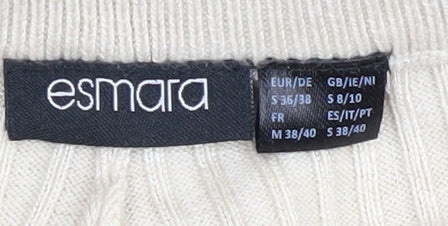 esmara
EUR/DE GB/IE/NI
S 36/38 S 8/10
FR ES/IT/PT
M 38/40 S 38/40